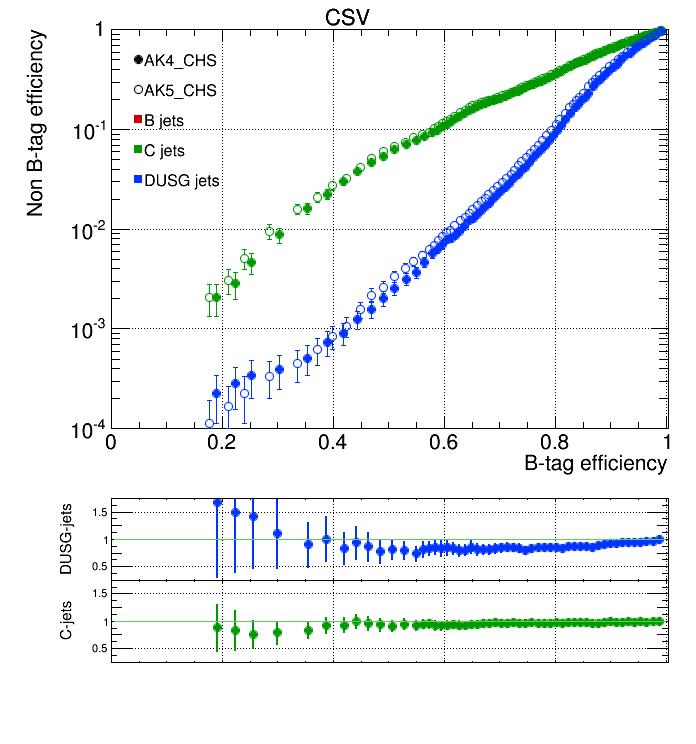 CSV
Non B-tag efficiency
1
10-1
10-2
10-3
10-4
AK4_CHS
AK5_CHS
B jets
C jets
DUSG jets
0 0.2 0.4 0.6 0.8 1
B-tag efficiency
DUSG-jets
1.5
1
0.5
C-jets
1.5
1
0.5